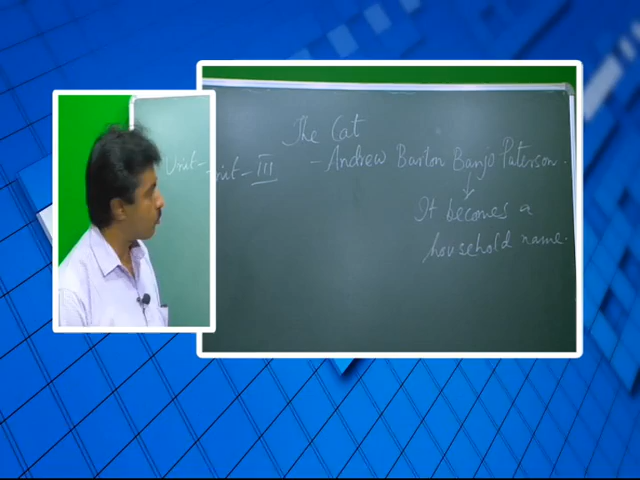 The Cat
Unit- III
- Andrew Barton Banjo Paterson.
It becomes a
household name.